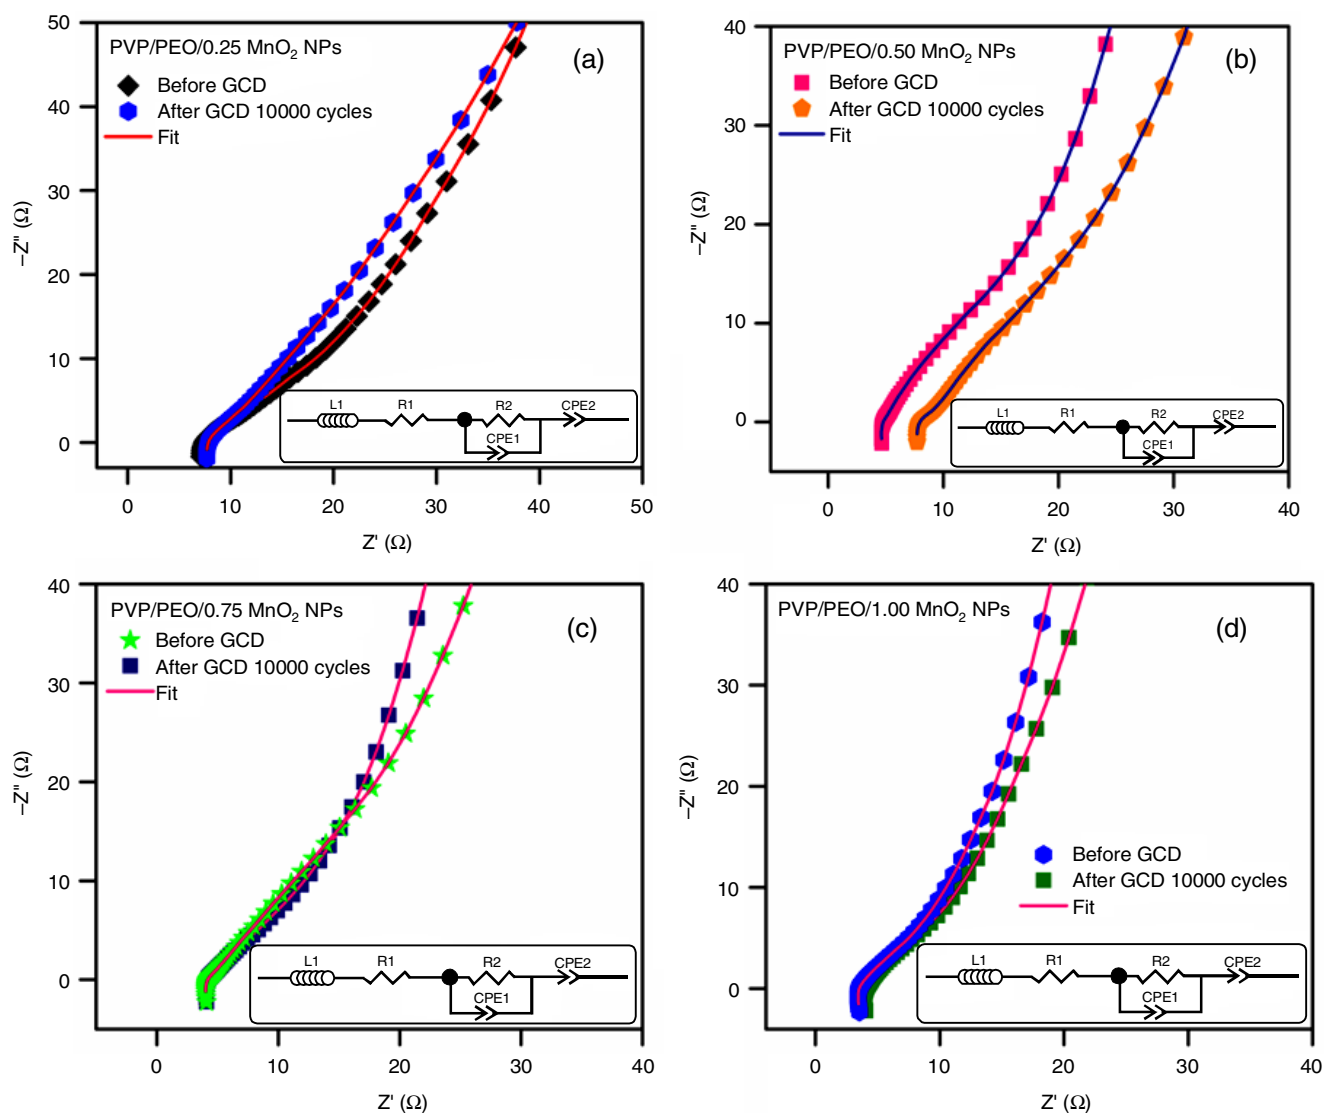 PVP/PEO/0.25 MnO₂ NPs
(a)
Before GCD
After GCD 10000 cycles
Fit
50
40
30
20
10
0
−Z'' (Ω)
L1 R1 R2 CPE1 CPE2
0 10 20 30 40 50
Z' (Ω)
PVP/PEO/0.50 MnO₂ NPs
(b)
Before GCD
After GCD 10000 cycles
Fit
40
30
20
10
0
−Z'' (Ω)
L1 R1 R2 CPE1 CPE2
0 10 20 30 40
Z' (Ω)
PVP/PEO/0.75 MnO₂ NPs
(c)
Before GCD
After GCD 10000 cycles
Fit
40
30
20
10
0
−Z'' (Ω)
L1 R1 R2 CPE1 CPE2
0 10 20 30 40
Z' (Ω)
PVP/PEO/1.00 MnO₂ NPs
(d)
Before GCD
After GCD 10000 cycles
Fit
40
30
20
10
0
−Z'' (Ω)
L1 R1 R2 CPE1 CPE2
0 10 20 30 40
Z' (Ω)